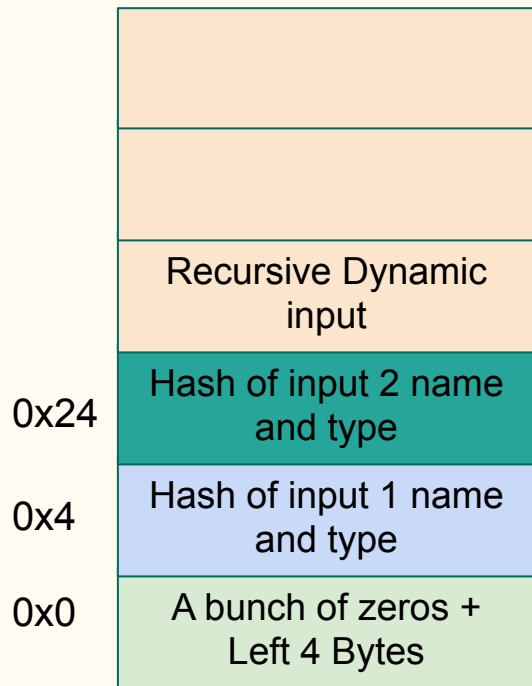 Recursive Dynamic
input
0x24
Hash of input 2 name
and type
0x4
Hash of input 1 name
and type
0x0
A bunch of zeros +
Left 4 Bytes